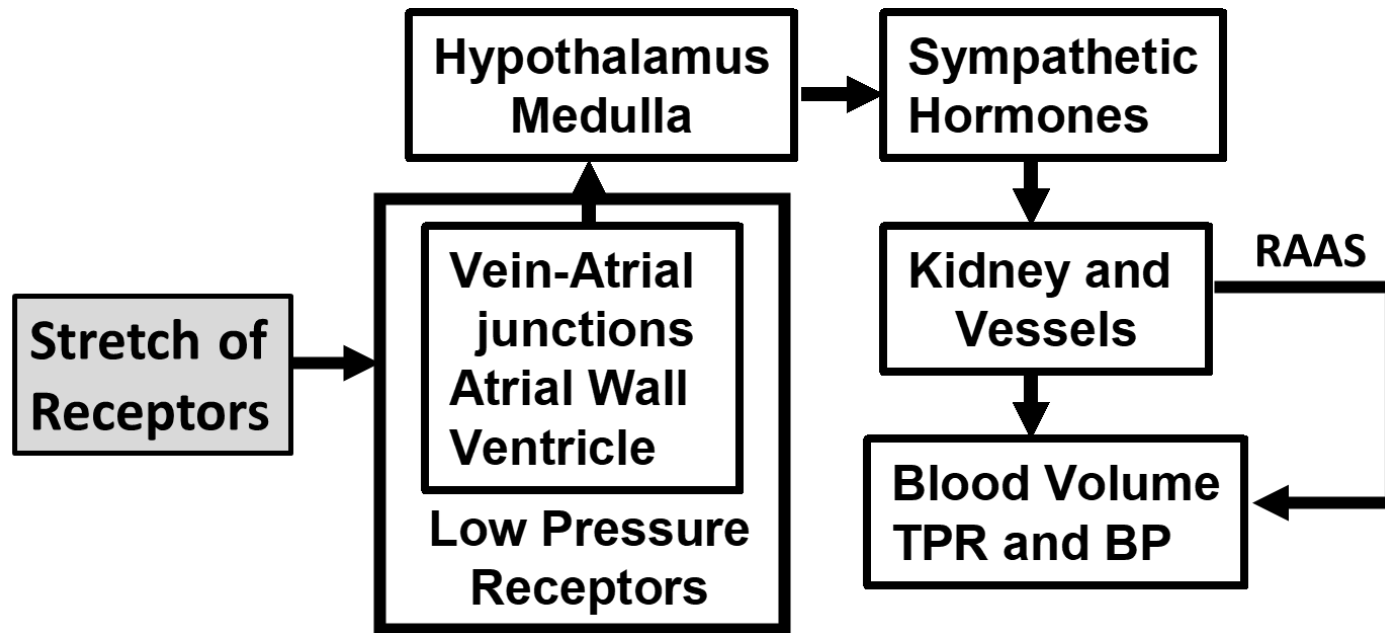 Hypothalamus
Medulla
Sympathetic
Hormones
Stretch of
Receptors
Vein-Atrial
junctions
Atrial Wall
Ventricle
Low Pressure
Receptors
Kidney and
Vessels
RAAS
Blood Volume
TPR and BP